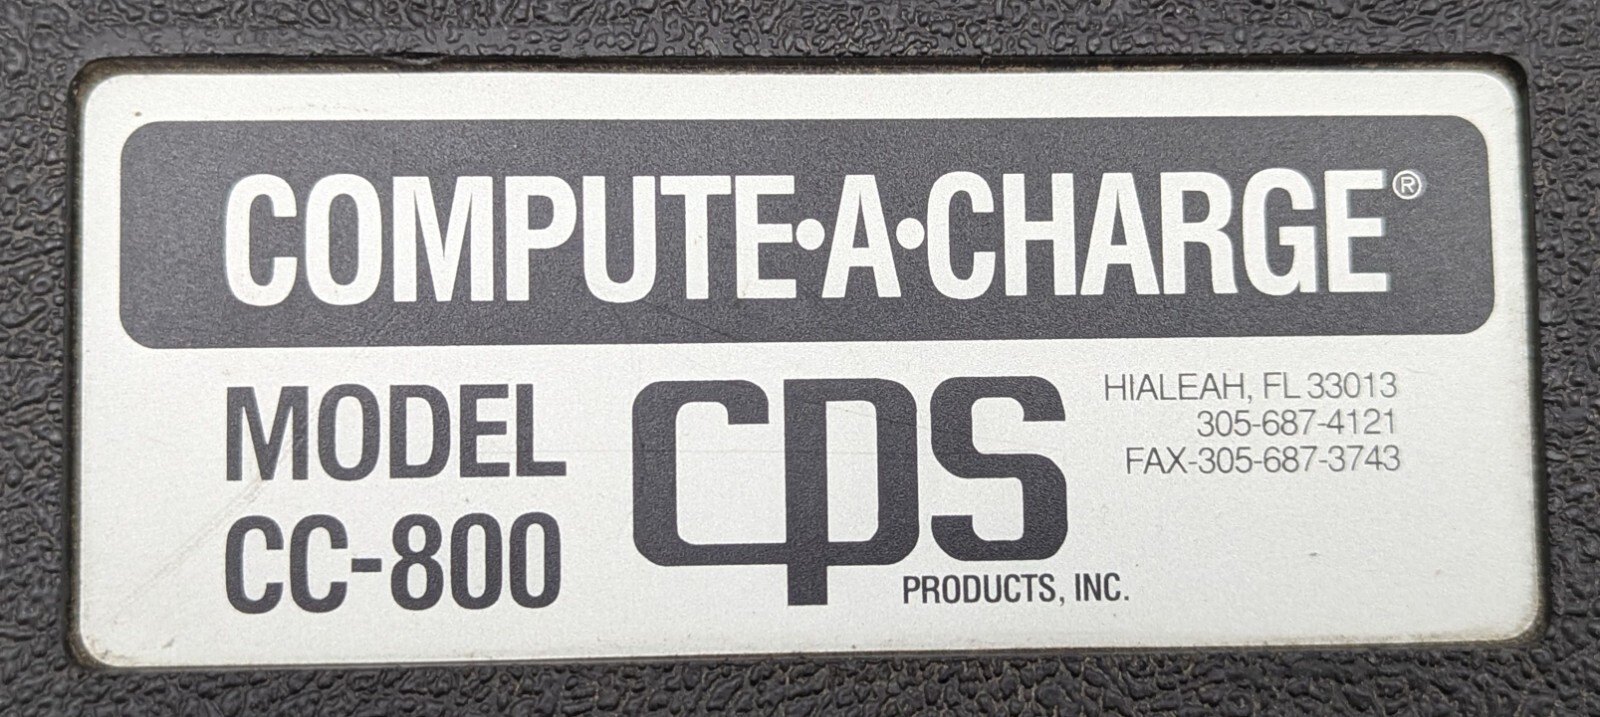 COMPUTE•A•CHARGE®
MODEL
CC-800
cps
PRODUCTS, INC.
HIALEAH, FL 33013
305-687-4121
FAX-305-687-3743